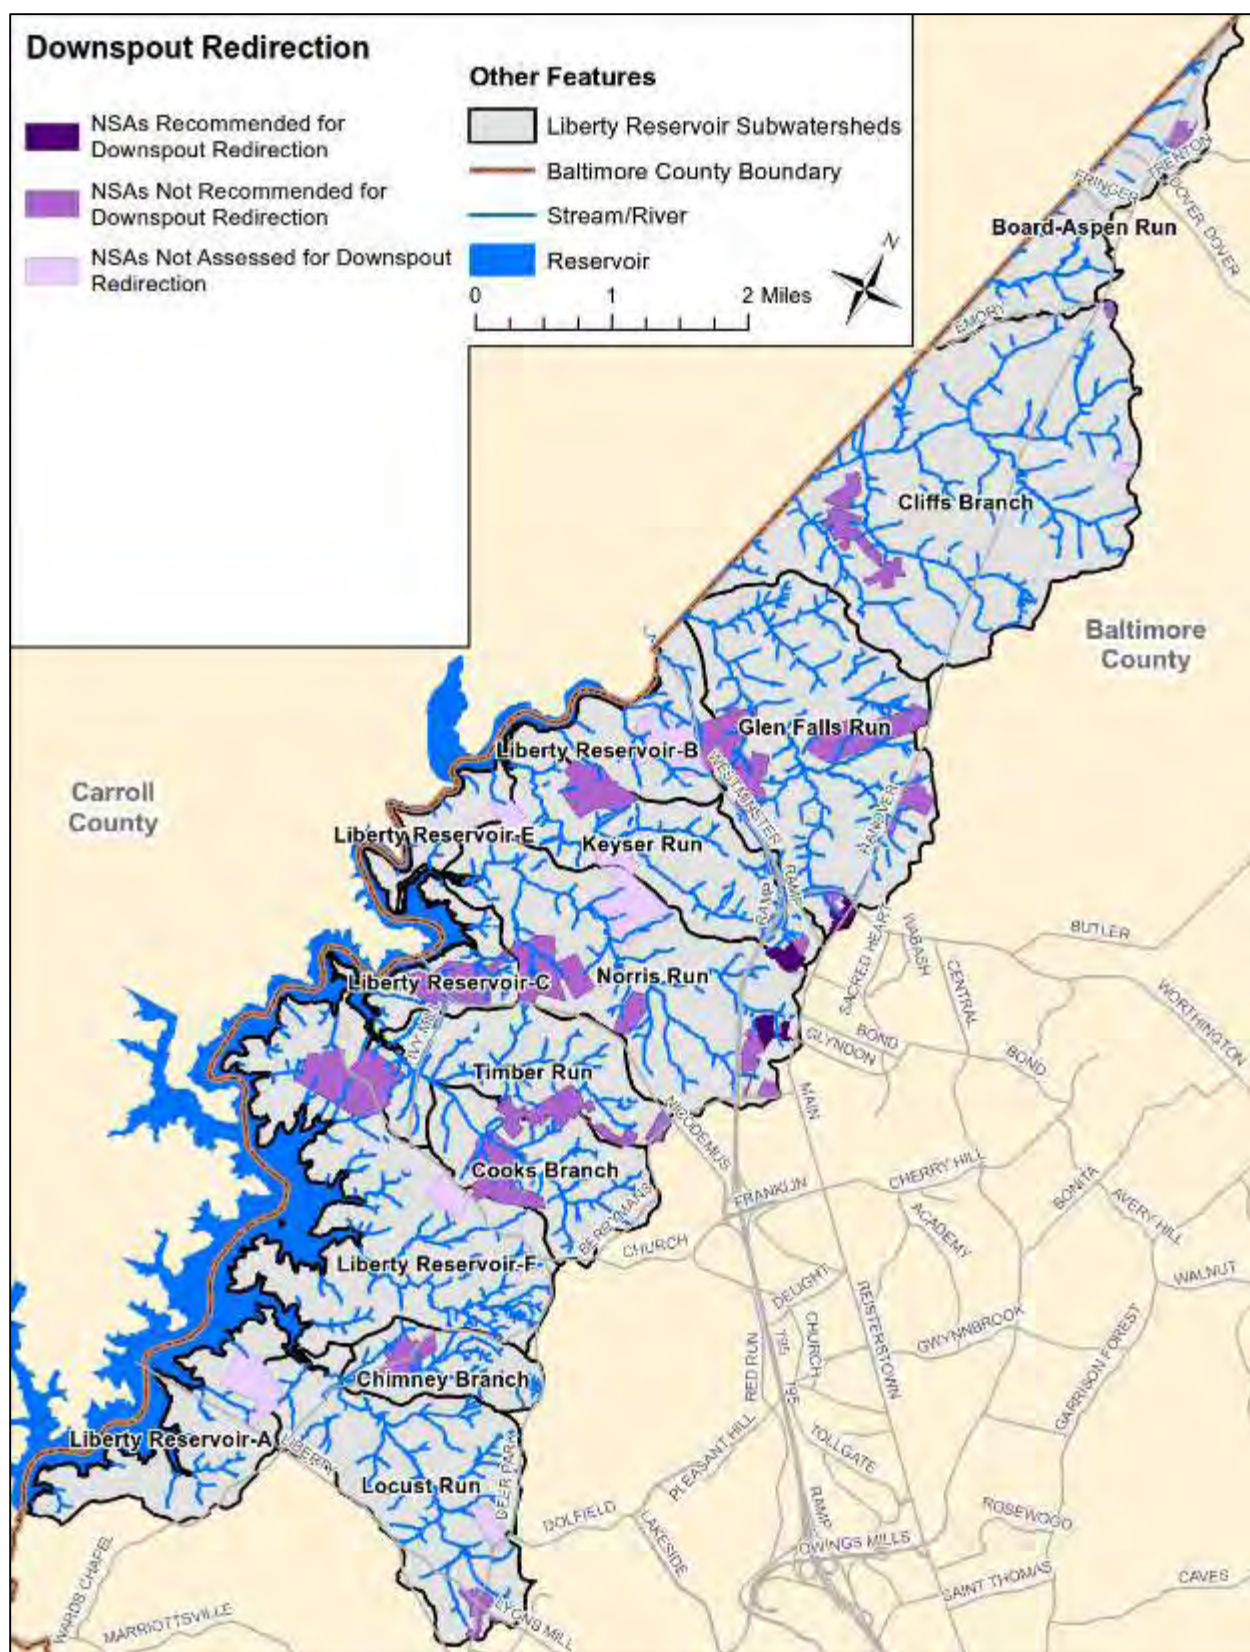 Downspout Redirection
NSAs Recommended for
Downspout Redirection
NSAs Not Recommended for
Downspout Redirection
NSAs Not Assessed for Downspout
Redirection
Other Features
Liberty Reservoir Subwatersheds
Baltimore County Boundary
Stream/River
Reservoir
N
0 1 2 Miles
TRENTON
FRINGER
DOVER
DOVER
Board-Aspen Run
EMORY
Cliffs Branch
Baltimore
County
Glen Falls Run
Liberty Reservoir-B
WESTMINSTER
HANOVER
Carroll
County
Liberty Reservoir-E
Keyser Run
RAMP
RAMP
SACRED HEART
WABASH
BUTLER
CENTRAL
WORTHINGTON
Norris Run
Liberty Reservoir-C
IVY MILL
BOND
GLYNDON
BOND
Timber Run
MAIN
NICODEMUS
Cooks Branch
FRANKLIN
CHERRY HILL
BONITA
AVERY HILL
ACADEMY
BERRYMANS
CHURCH
Liberty Reservoir-F
DELIGHT
REISTERSTOWN
WALNUT
GWYNNBROOK
CHURCH
795
RED RUN
GARRISON FOREST
Chimney Branch
795
Liberty Reservoir-A
LIBERTY
PLEASANT HILL
TOLLGATE
Locust Run
DEER PARK
DOLFIELD
LAKESIDE
RAMP
ROSEWOOD
OWINGS MILLS
SAINT THOMAS
CAVES
WARDS CHAPEL
MARRIOTTSVILLE
LYONS MILL